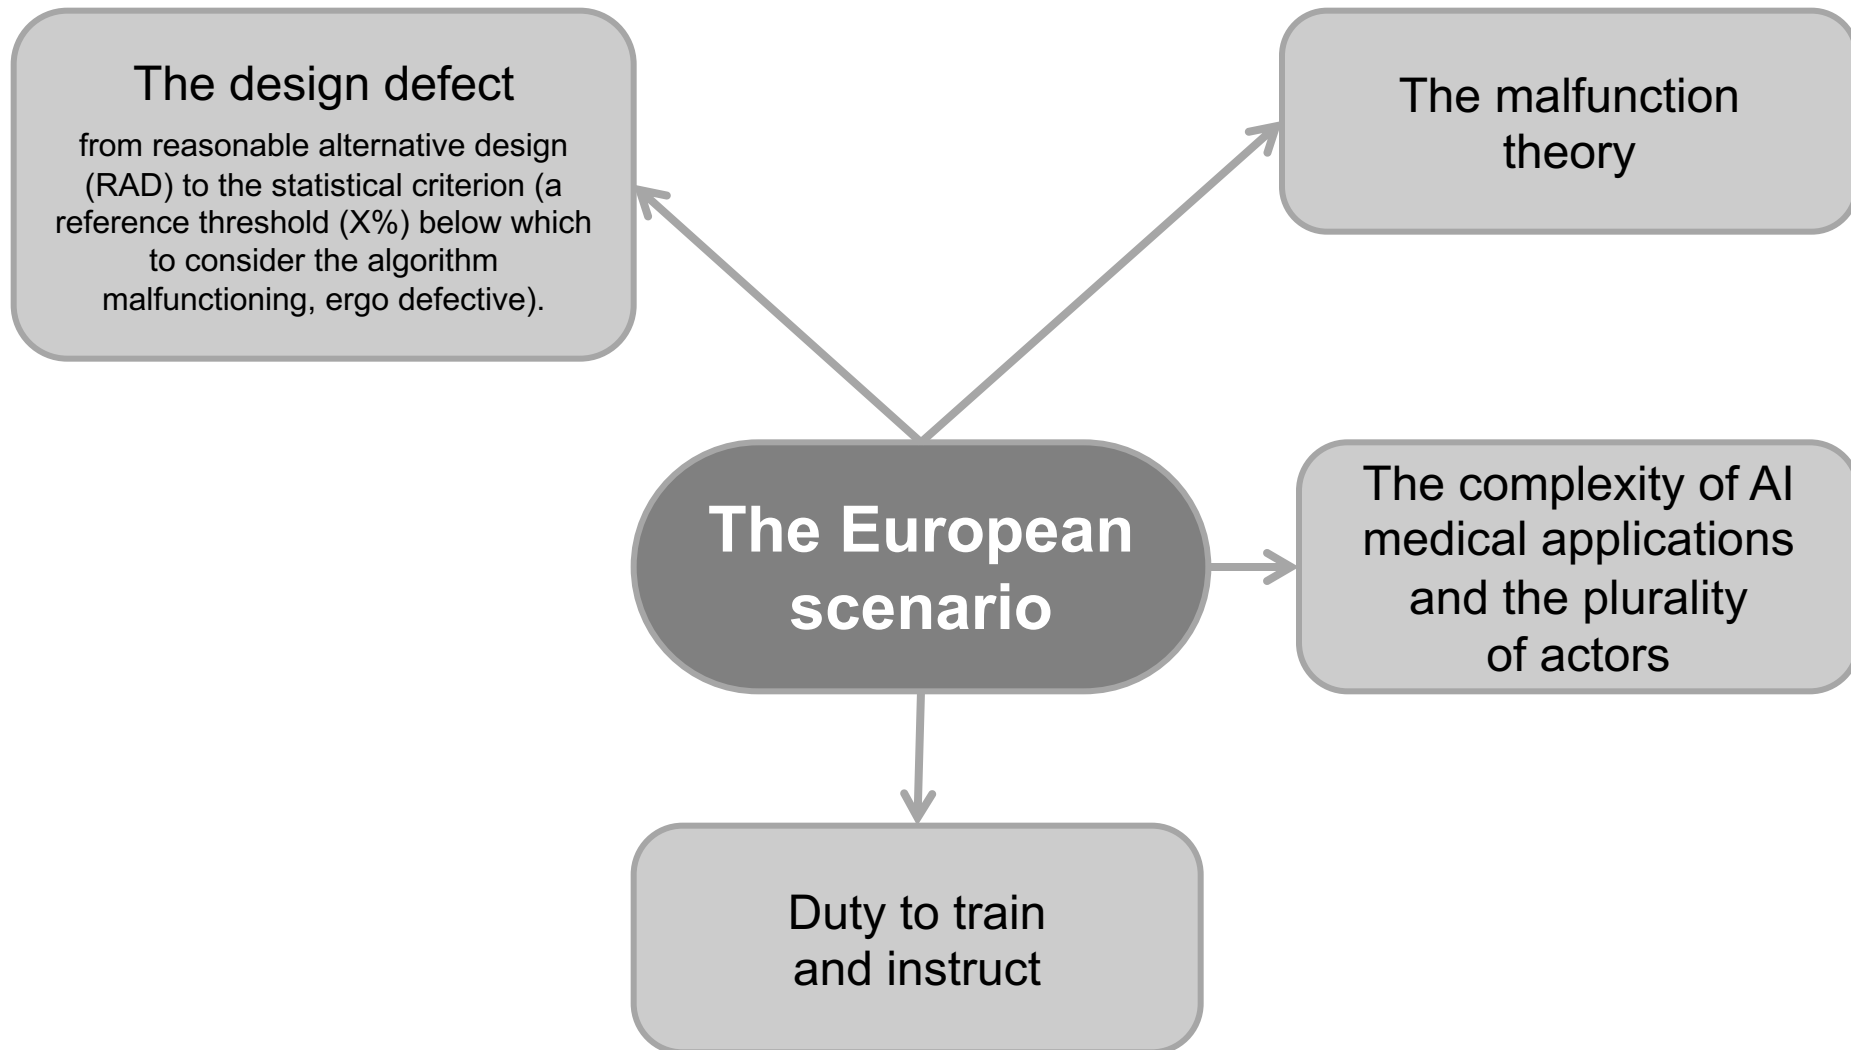 The design defect
from reasonable alternative design
(RAD) to the statistical criterion (a
reference threshold (X%) below which
to consider the algorithm
malfunctioning, ergo defective).
The malfunction
theory
The European
scenario
The complexity of AI
medical applications
and the plurality
of actors
Duty to train
and instruct